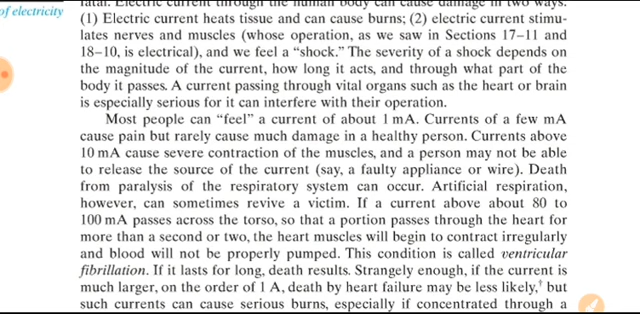 fatal. Electric current through the human body can cause damage in two ways:
of electricity
(1) Electric current heats tissue and can cause burns; (2) electric current stimu-
lates nerves and muscles (whose operation, as we saw in Sections 17–11 and
18–10, is electrical), and we feel a “shock.” The severity of a shock depends on
the magnitude of the current, how long it acts, and through what part of the
body it passes. A current passing through vital organs such as the heart or brain
is especially serious for it can interfere with their operation.
Most people can “feel” a current of about 1 mA. Currents of a few mA
cause pain but rarely cause much damage in a healthy person. Currents above
10 mA cause severe contraction of the muscles, and a person may not be able
to release the source of the current (say, a faulty appliance or wire). Death
from paralysis of the respiratory system can occur. Artificial respiration,
however, can sometimes revive a victim. If a current above about 80 to
100 mA passes across the torso, so that a portion passes through the heart for
more than a second or two, the heart muscles will begin to contract irregularly
and blood will not be properly pumped. This condition is called ventricular
fibrillation. If it lasts for long, death results. Strangely enough, if the current is
much larger, on the order of 1 A, death by heart failure may be less likely,† but
such currents can cause serious burns, especially if concentrated through a